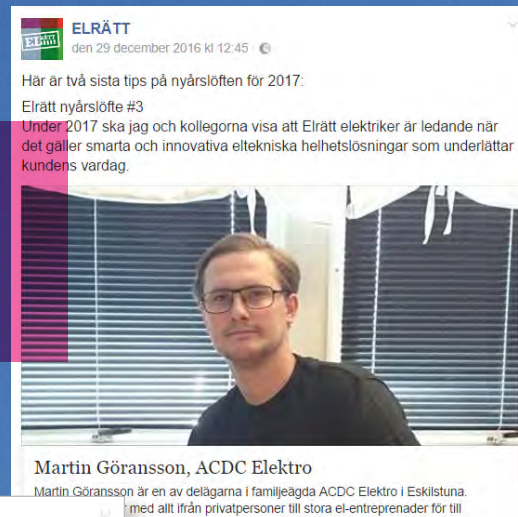 ELRÄTT
ELRÄTT
den 29 december 2016 kl 12:45
Här är två sista tips på nyårslöften för 2017:
Elrätt nyårslöfte #3
Under 2017 ska jag och kollegorna visa att Elrätt elektriker är ledande när
det gäller smarta och innovativa eltekniska helhetslösningar som underlättar
kundens vardag.
Martin Göransson, ACDC Elektro
Martin Göransson är en av delägarna i familjeägda ACDC Elektro i Eskilstuna.
med allt ifrån privatpersoner till stora el-entreprenader för till